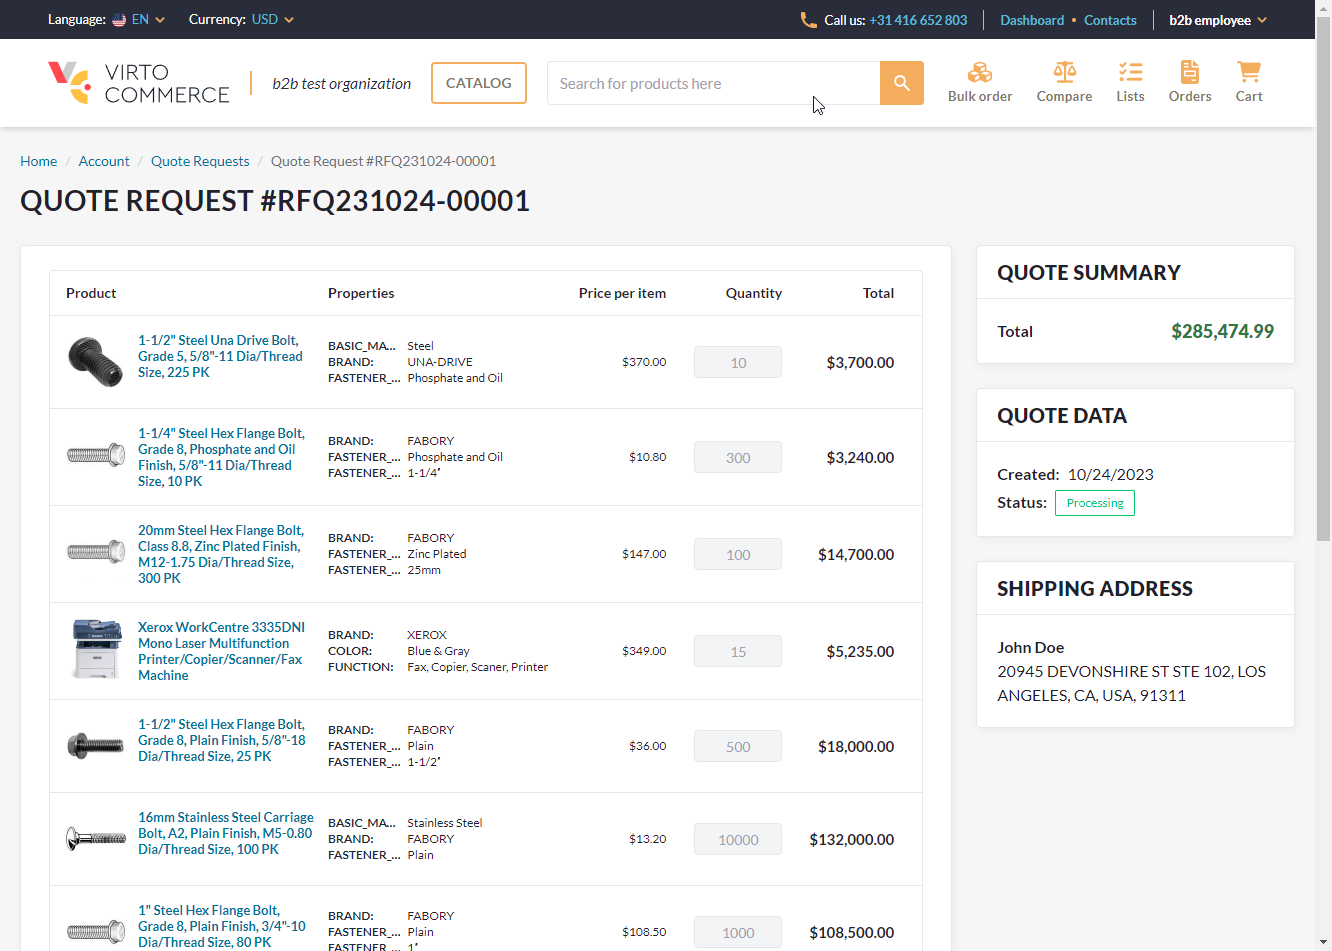 Language: EN Currency: USD Call us: +31 416 652 803 Dashboard • Contacts b2b employee
VIRTO COMMERCE b2b test organization CATALOG Search for products here Bulk order Compare Lists Orders Cart
Home / Account / Quote Requests / Quote Request #RFQ231024-00001
QUOTE REQUEST #RFQ231024-00001
Product Properties Price per item Quantity Total
1-1/2" Steel Una Drive Bolt,
Grade 5, 5/8"-11 Dia/Thread
Size, 225 PK
BASIC_MA... Steel
BRAND: UNA-DRIVE
FASTENER_... Phosphate and Oil
$370.00 10 $3,700.00
1-1/4" Steel Hex Flange Bolt,
Grade 8, Phosphate and Oil
Finish, 5/8"-11 Dia/Thread
Size, 10 PK
BRAND: FABORY
FASTENER_... Phosphate and Oil
FASTENER_... 1-1/4"
$10.80 300 $3,240.00
20mm Steel Hex Flange Bolt,
Class 8.8, Zinc Plated Finish,
M12-1.75 Dia/Thread Size,
300 PK
BRAND: FABORY
FASTENER_... Zinc Plated
FASTENER_... 25mm
$147.00 100 $14,700.00
Xerox WorkCentre 3335DNI
Mono Laser Multifunction
Printer/Copier/Scanner/Fax
Machine
BRAND: XEROX
COLOR: Blue & Gray
FUNCTION: Fax, Copier, Scaner, Printer
$349.00 15 $5,235.00
1-1/2" Steel Hex Flange Bolt,
Grade 8, Plain Finish, 5/8"-18
Dia/Thread Size, 25 PK
BRAND: FABORY
FASTENER_... Plain
FASTENER_... 1-1/2"
$36.00 500 $18,000.00
16mm Stainless Steel Carriage
Bolt, A2, Plain Finish, M5-0.80
Dia/Thread Size, 100 PK
BASIC_MA... Stainless Steel
BRAND: FABORY
FASTENER_... Plain
$13.20 10000 $132,000.00
1" Steel Hex Flange Bolt,
Grade 8, Plain Finish, 3/4"-10
Dia/Thread Size, 80 PK
BRAND: FABORY
FASTENER_... Plain
FASTENER_... 1"
$108.50 1000 $108,500.00
QUOTE SUMMARY
Total $285,474.99
QUOTE DATA
Created: 10/24/2023
Status: Processing
SHIPPING ADDRESS
John Doe
20945 DEVONSHIRE ST STE 102, LOS
ANGELES, CA, USA, 91311